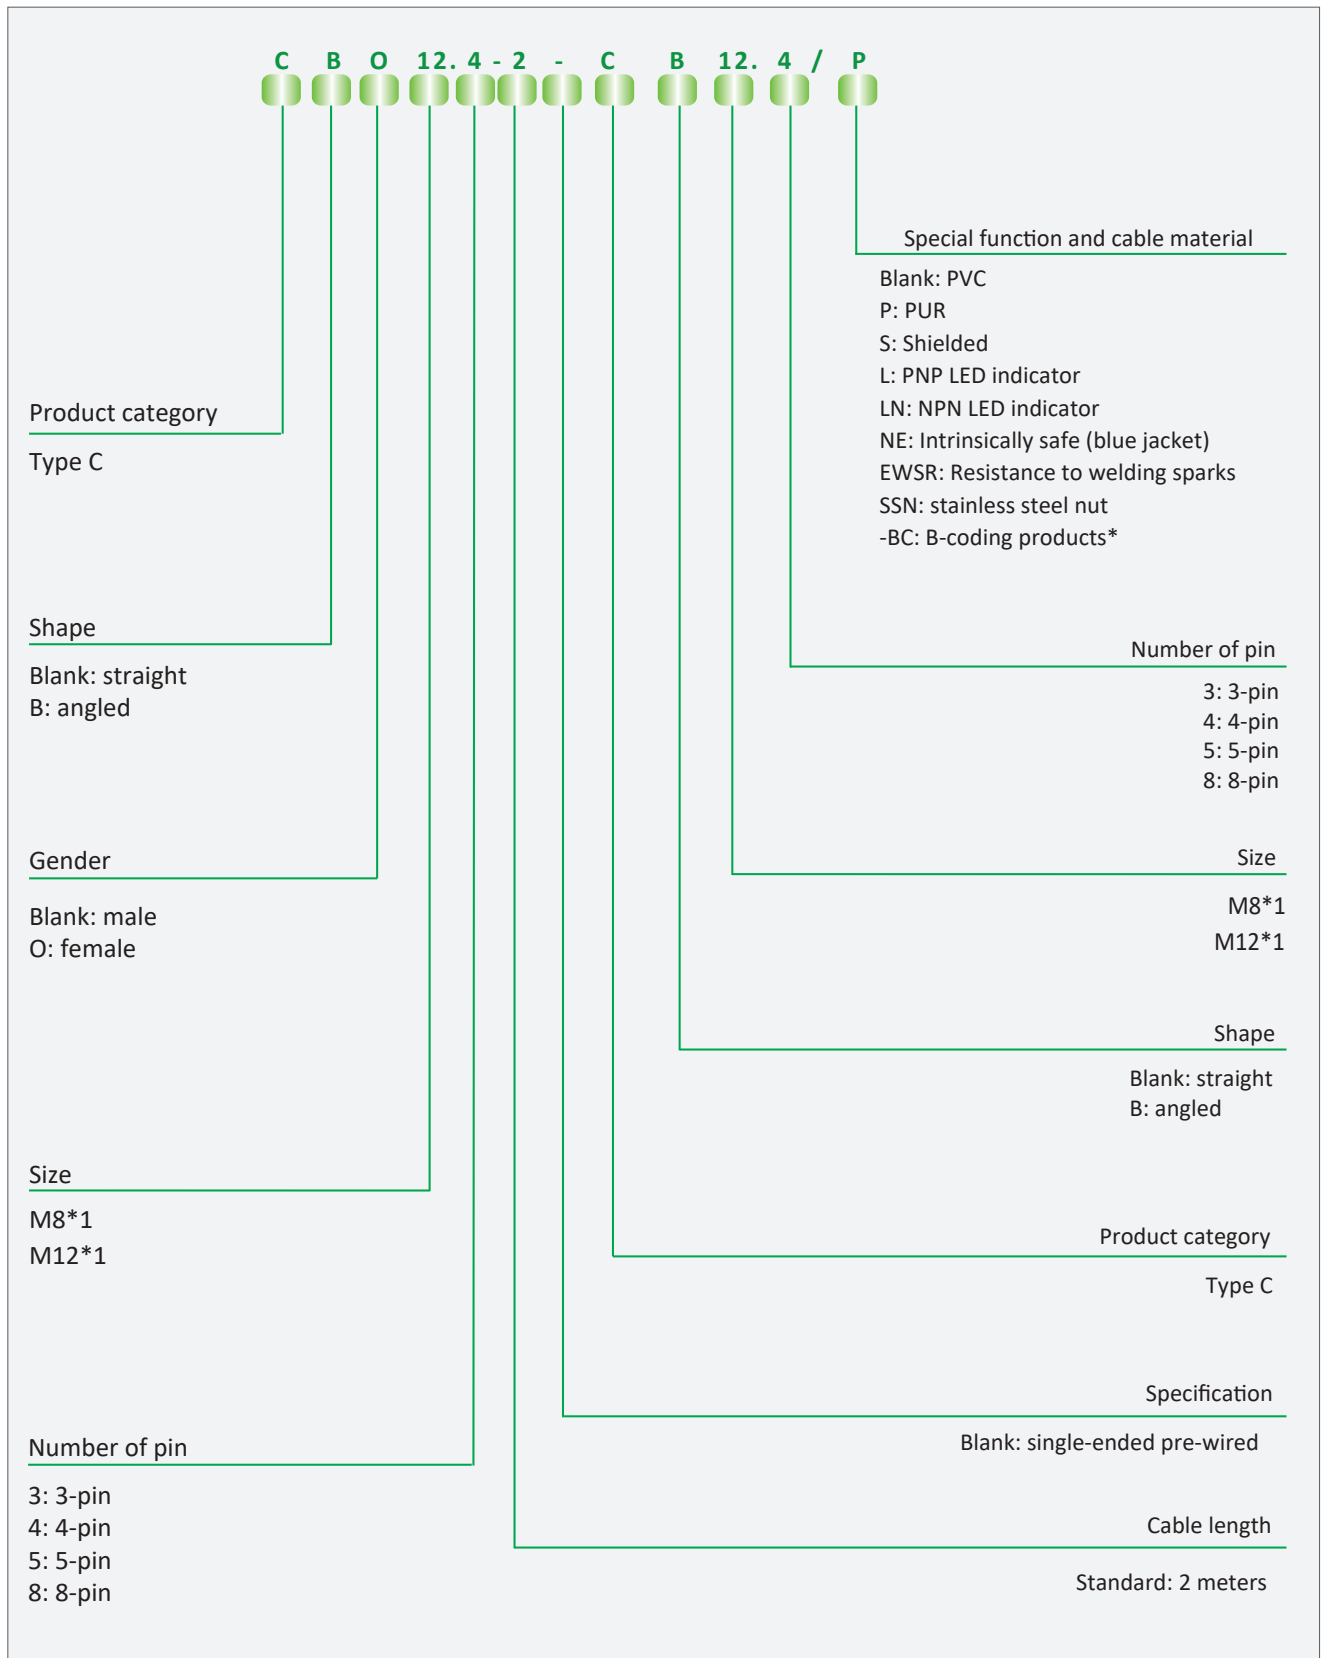 C B O 12. 4 - 2 - C B 12. 4 / P
Special function and cable material
Blank: PVC
P: PUR
S: Shielded
L: PNP LED indicator
LN: NPN LED indicator
NE: Intrinsically safe (blue jacket)
EWSR: Resistance to welding sparks
SSN: stainless steel nut
-BC: B-coding products*
Product category
Type C
Shape
Blank: straight
B: angled
Number of pin
3: 3-pin
4: 4-pin
5: 5-pin
8: 8-pin
Gender
Blank: male
O: female
Size
M8*1
M12*1
Shape
Blank: straight
B: angled
Size
M8*1
M12*1
Product category
Type C
Specification
Blank: single-ended pre-wired
Number of pin
3: 3-pin
4: 4-pin
5: 5-pin
8: 8-pin
Cable length
Standard: 2 meters